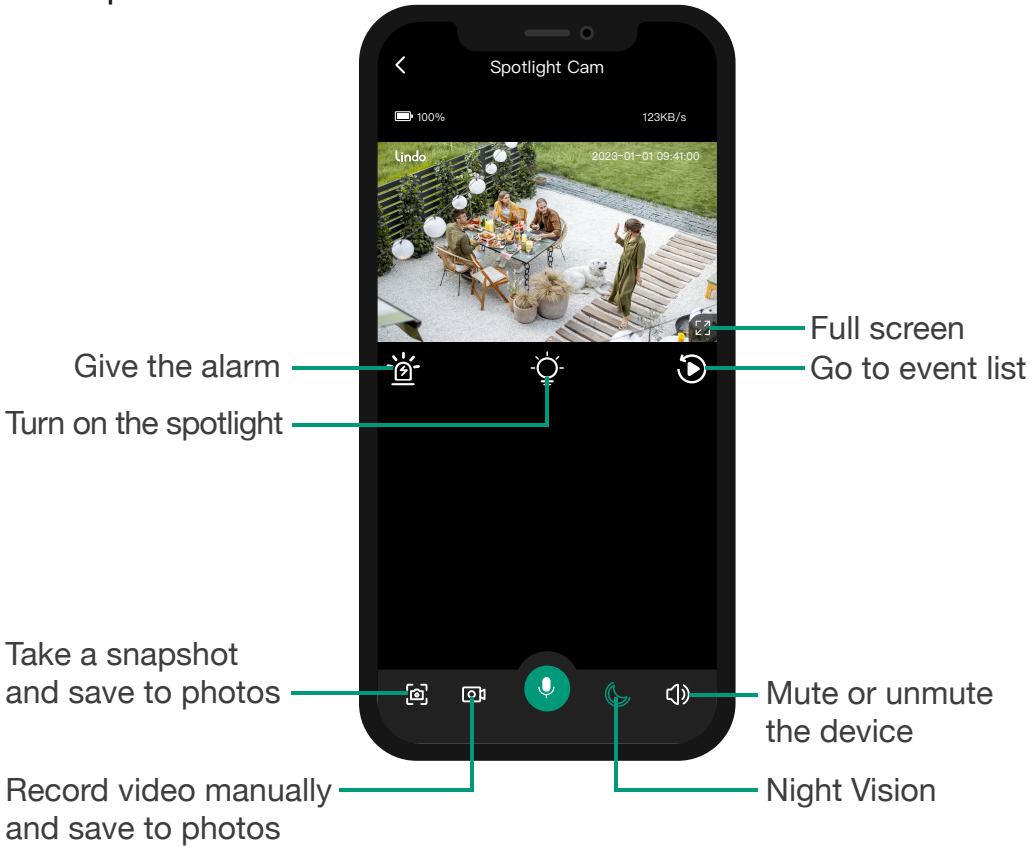 Spotlight Cam
100%
123KB/s
lindo
2023-01-01 09:41:00
Full screen
Give the alarm
Go to event list
Turn on the spotlight
Take a snapshot
and save to photos
Mute or unmute
the device
Record video manually
and save to photos
Night Vision